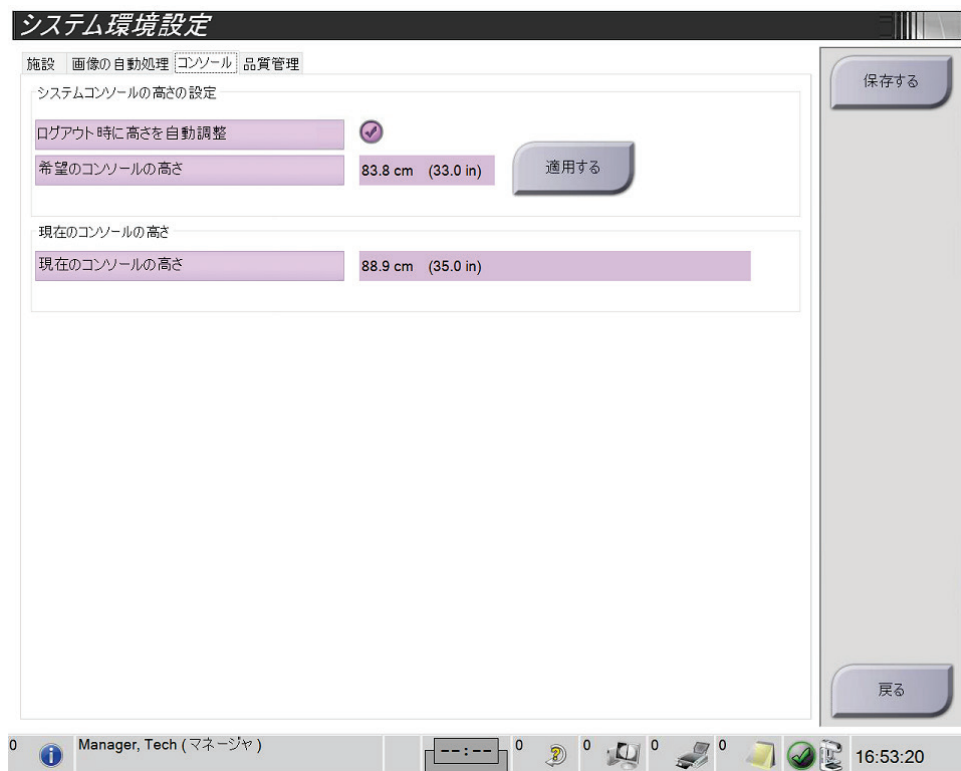 システム環境設定
施設 画像の自動処理 コンソール 品質管理
保存する
システムコンソールの高さの設定
ログアウト時に高さを自動調整
希望のコンソールの高さ 83.8 cm (33.0 in) 適用する
現在のコンソールの高さ
現在のコンソールの高さ 88.9 cm (35.0 in)
戻る
0 Manager, Tech (マネージャ) --:-- 0 0 0 0 16:53:20